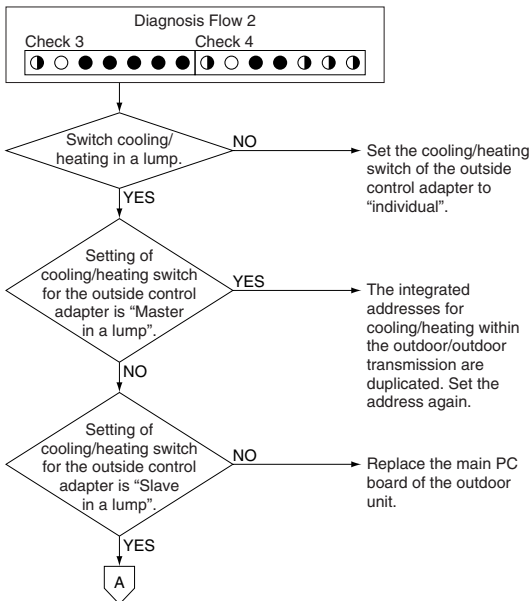 Diagnosis Flow 2
Check 3
Check 4
Switch cooling/
heating in a lump.
NO
Set the cooling/heating
switch of the outside
control adapter to
“individual”.
YES
Setting of
cooling/heating switch
for the outside control
adapter is “Master
in a lump”.
YES
The integrated
addresses for
cooling/heating within
the outdoor/outdoor
transmission are
duplicated. Set the
address again.
NO
Setting of
cooling/heating switch
for the outside control
adapter is “Slave
in a lump”.
NO
Replace the main PC
board of the outdoor
unit.
YES
A